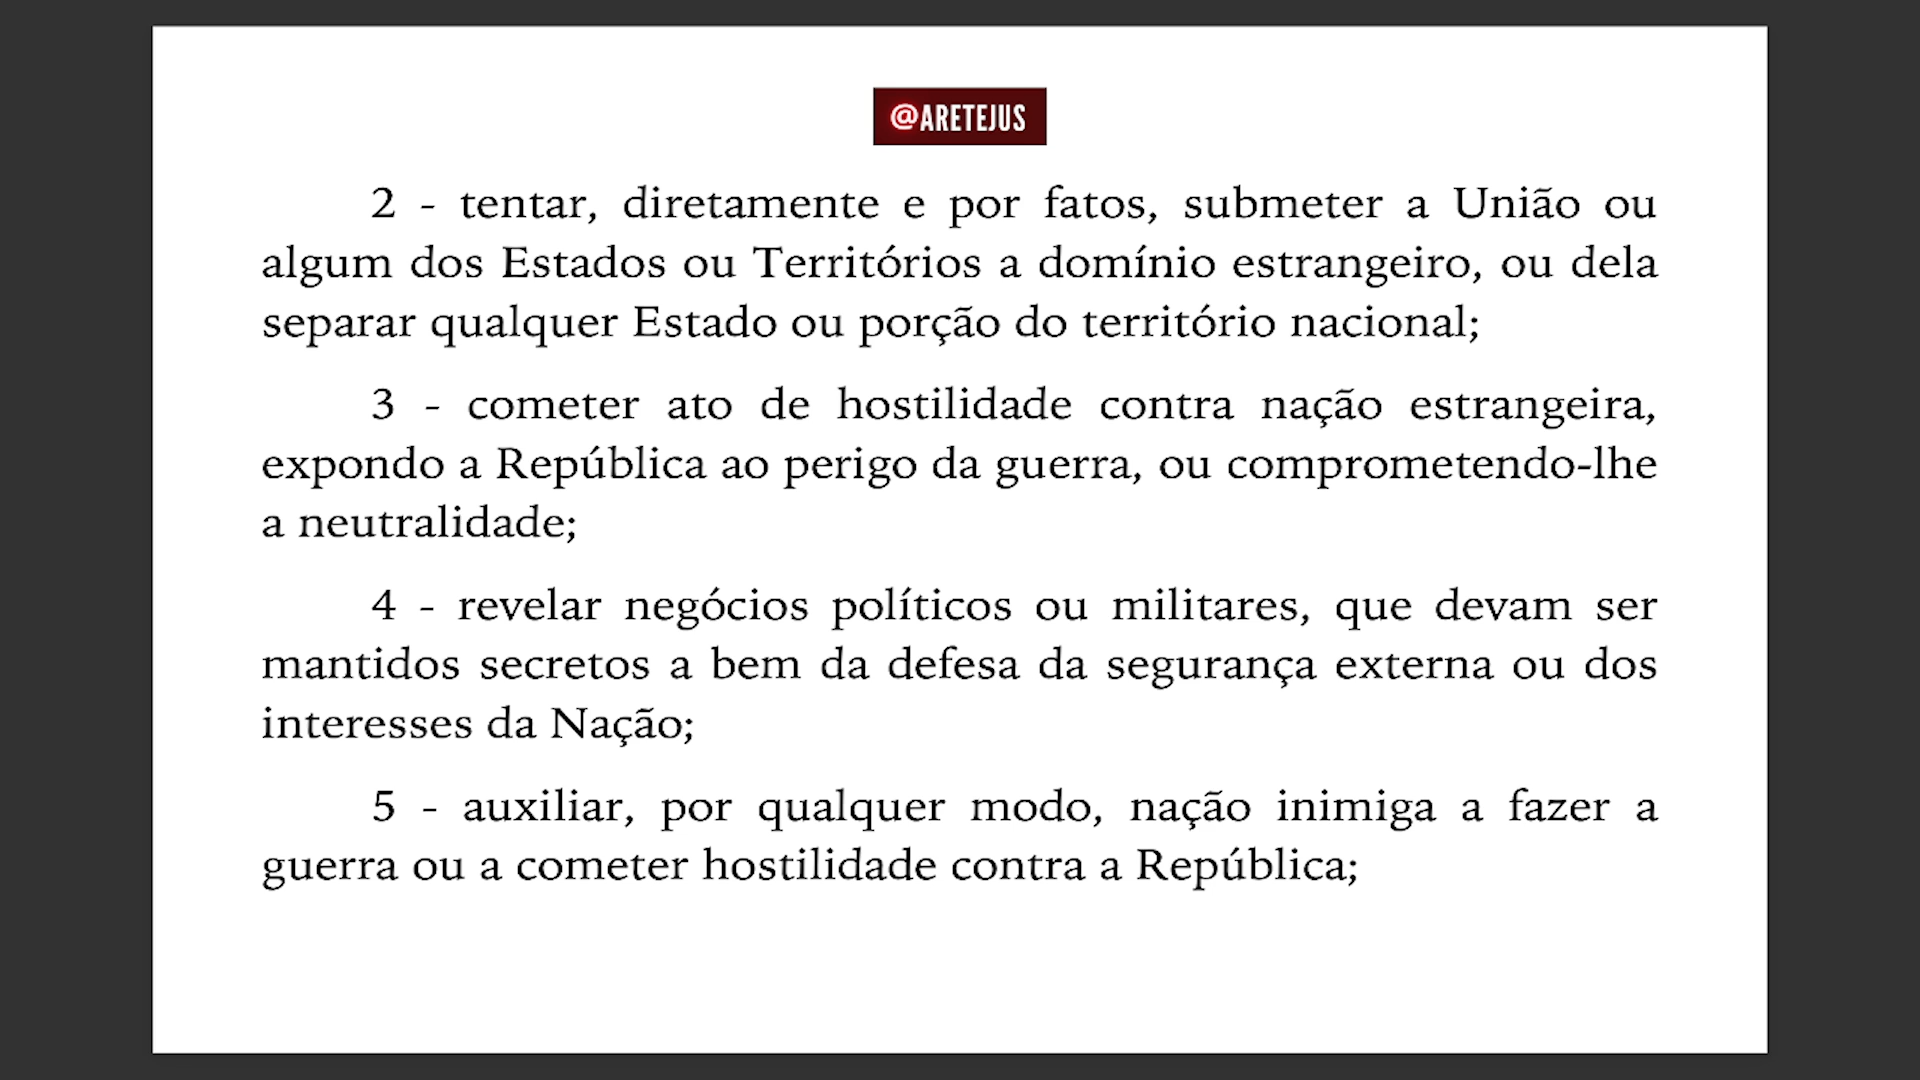 @ARETEJUS
2 - tentar, diretamente e por fatos, submeter a União ou
algum dos Estados ou Territórios a domínio estrangeiro, ou dela
separar qualquer Estado ou porção do território nacional;
3 - cometer ato de hostilidade contra nação estrangeira,
expondo a República ao perigo da guerra, ou comprometendo-lhe
a neutralidade;
4 - revelar negócios políticos ou militares, que devam ser
mantidos secretos a bem da defesa da segurança externa ou dos
interesses da Nação;
5 - auxiliar, por qualquer modo, nação inimiga a fazer a
guerra ou a cometer hostilidade contra a República;